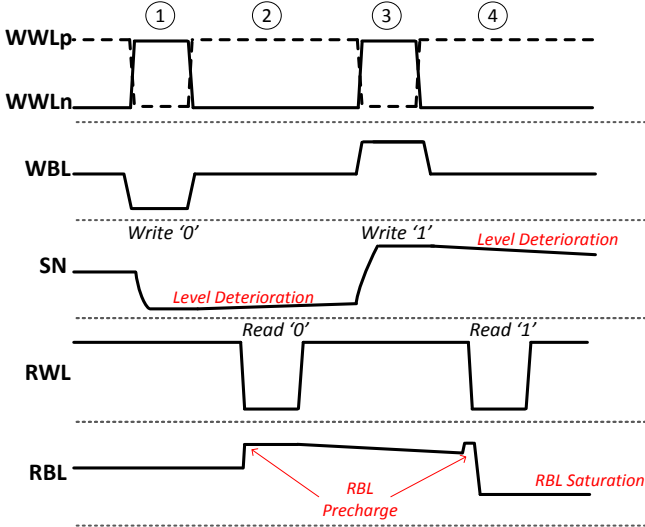 1 2 3 4
WWLp
WWLn
WBL
Write ‘0’ Write ‘1’
Level Deterioration
SN
Level Deterioration
Read ‘0’ Read ‘1’
RWL
RBL
RBL
Precharge
RBL Saturation